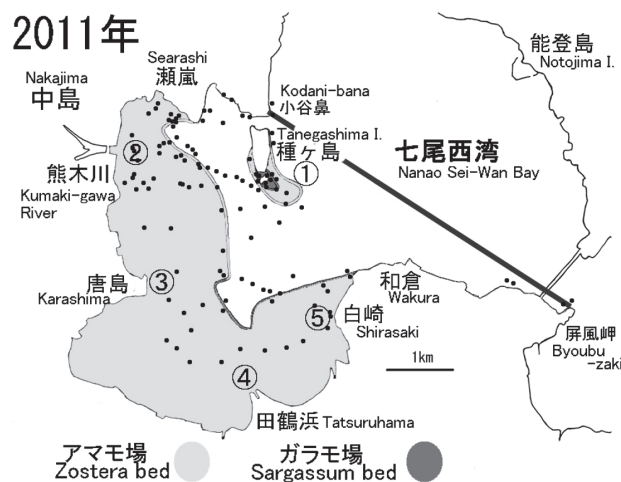 2011年
能登島
Notojima I.
Searashi
瀬嵐
Nakajima
中島
Kodani-bana
小谷鼻
Tanegashima I.
種ヶ島
①
七尾西湾
Nanao Sei-Wan Bay
②
熊木川
Kumaki-gawa
River
唐島
Karashima
③
和倉
Wakura
⑤
白崎
Shirasaki
屏風岬
Byoubu
-zaki
1km
④
田鶴浜 Tatsuruhama
アマモ場
Zostera bed
ガラモ場
Sargassum bed